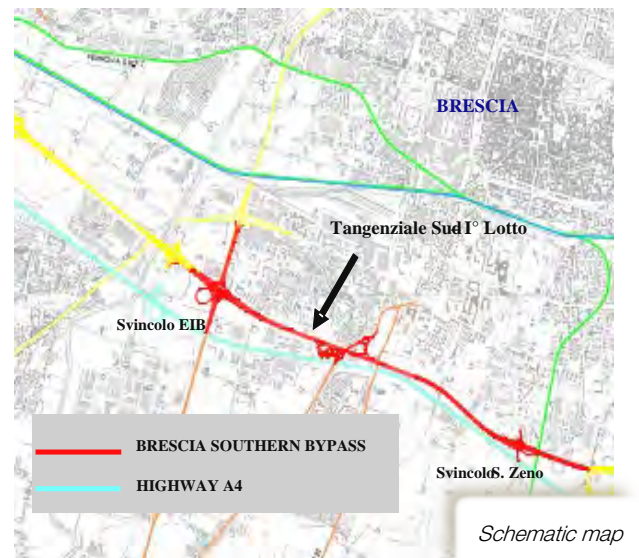 BRESCIA
Tangenziale Sud I° Lotto
Svincolo EIB
BRESCIA SOUTHERN BYPASS
HIGHWAY A4
Svincolo S. Zeno
Schematic map